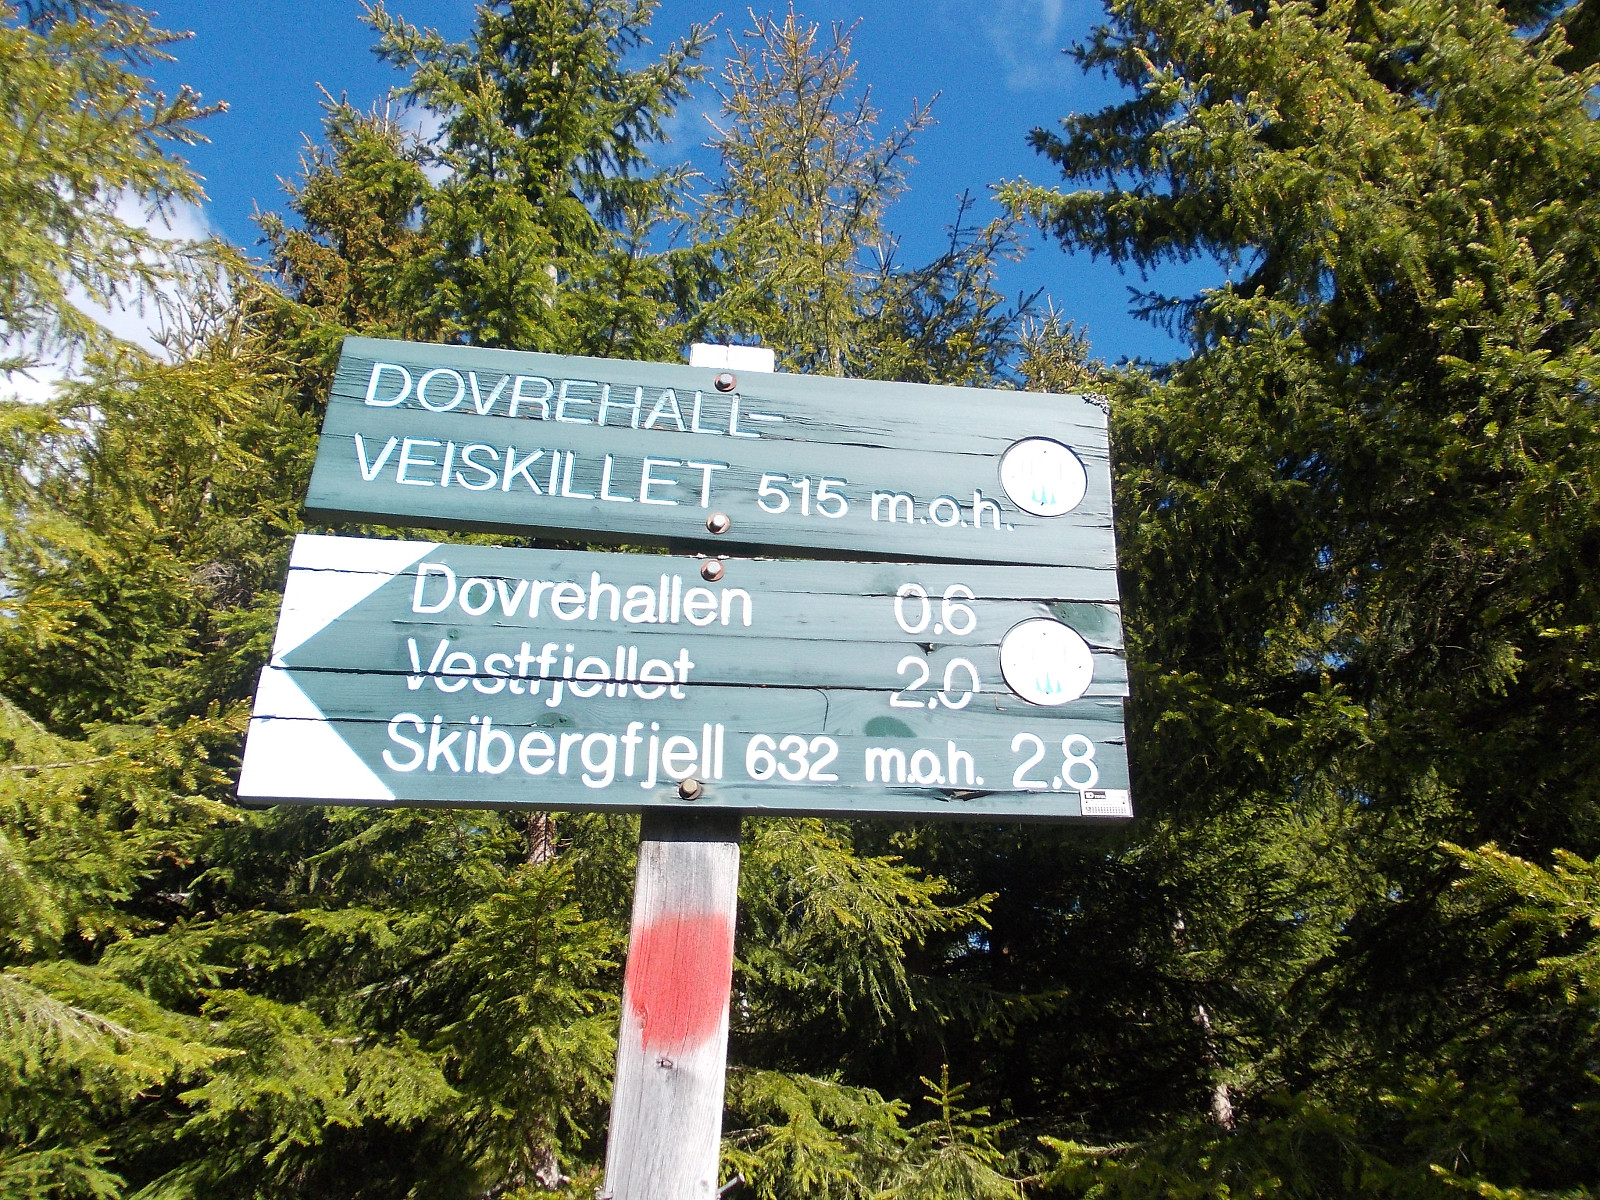 DOVREHALL-
VEISKILLET 515 m.o.h.
Dovrehallen 0,6
Vestfjellet 2,0
Skibergfjell 632 m.o.h. 2,8